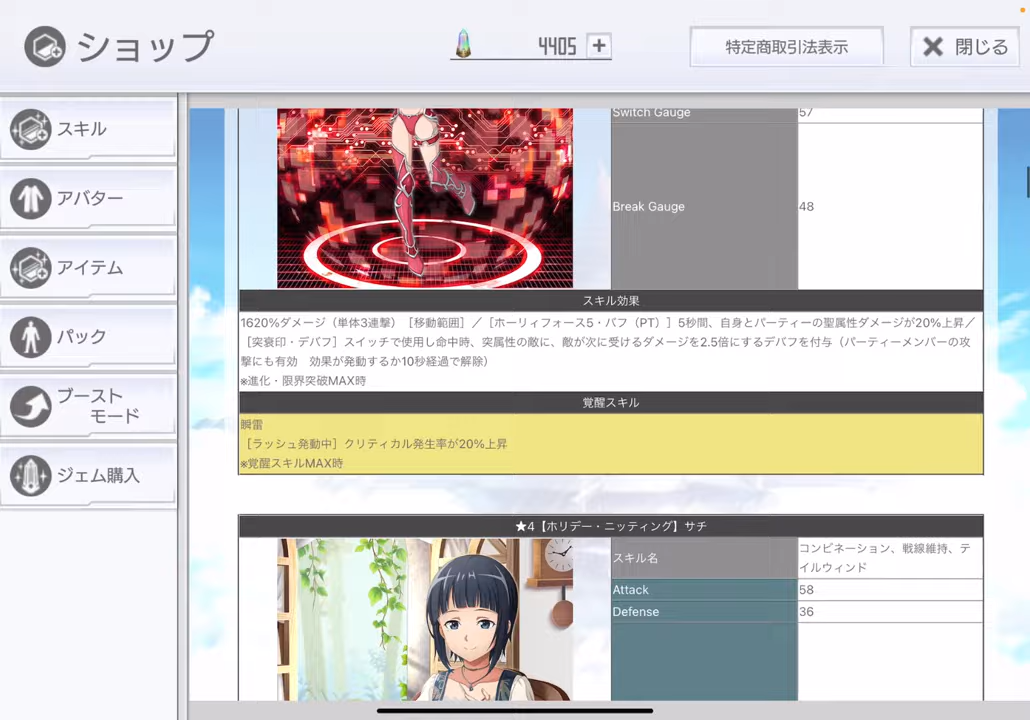 ショップ
4405
特定商取引法表示
閉じる
スキル
アバター
アイテム
パック
ブースト
モード
ジェム購入
Switch Gauge 57
Break Gauge 48
スキル効果
1620%ダメージ（単体3連撃）［移動範囲］／［ホーリィフォース5・バフ（PT）］5秒間、自身とパーティーの聖属性ダメージが20%上昇／
［突衰印・デバフ］スイッチで使用し命中時、突属性の敵に、敵が次に受けるダメージを2.5倍にするデバフを付与（パーティーメンバーの攻
撃にも有効　効果が発動するか10秒経過で解除）
※進化・限界突破MAX時
覚醒スキル
瞬雷
［ラッシュ発動中］クリティカル発生率が20%上昇
※覚醒スキルMAX時
★4【ホリデー・ニッティング】サチ
スキル名
コンビネーション、戦線維持、テ
イルウィンド
Attack 58
Defense 36